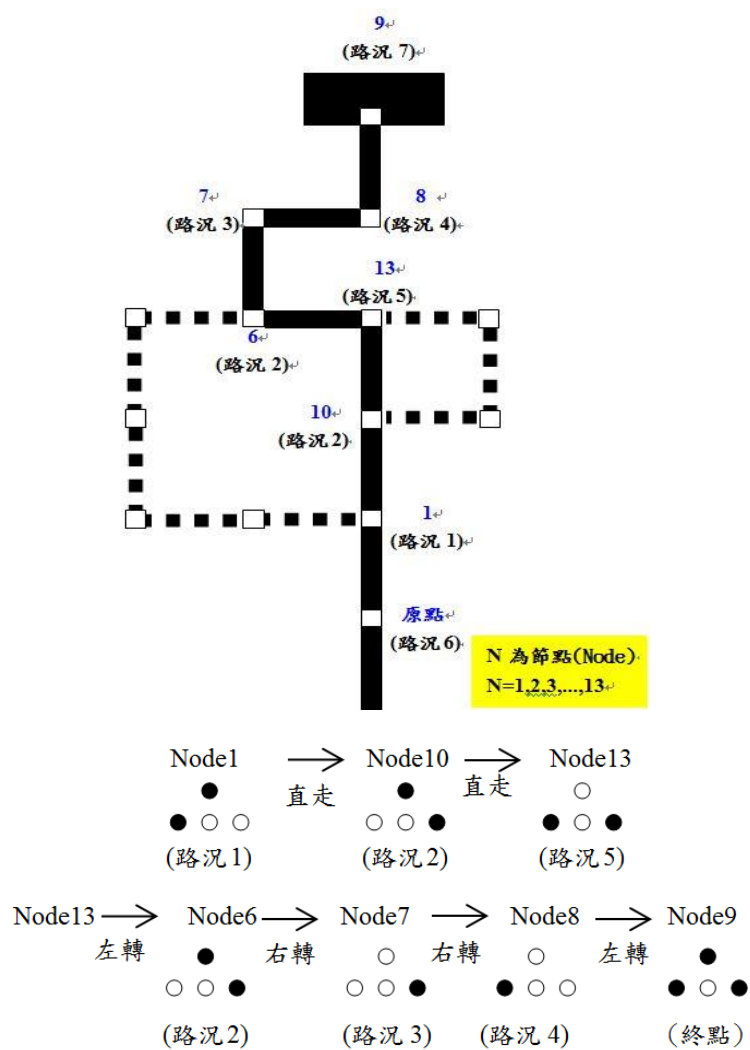 9
(路況 7)
7
(路況 3)
8
(路況 4)
13
(路況 5)
6
(路況 2)
10
(路況 2)
1
(路況 1)
原點
(路況 6)
N 為節點(Node)
N=1,2,3,...,13
Node1 Node10 Node13
直走 直走
(路況 1) (路況 2) (路況 5)
Node13 Node6 Node7 Node8 Node9
左轉 右轉 右轉 左轉
(路況 2) (路況 3) (路況 4) (終點)